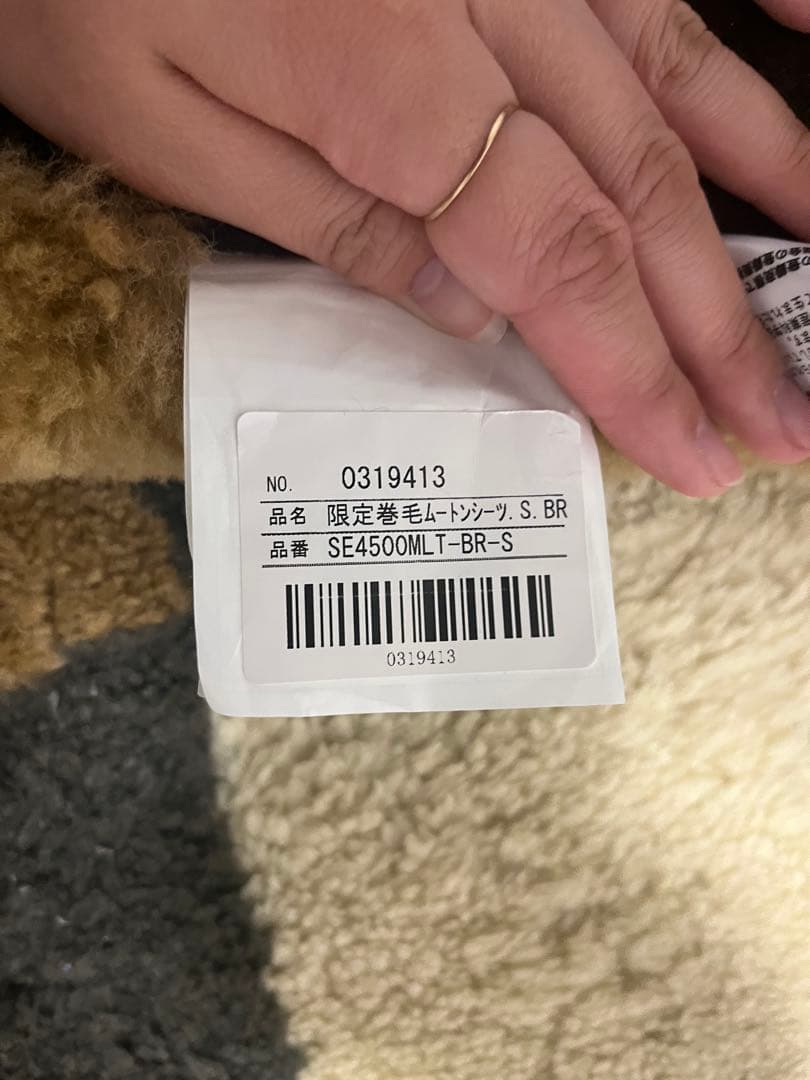 NO. 0319413
品名 限定巻毛ムートンシーツ.S.BR
品番 SE4500MLT-BR-S
0319413